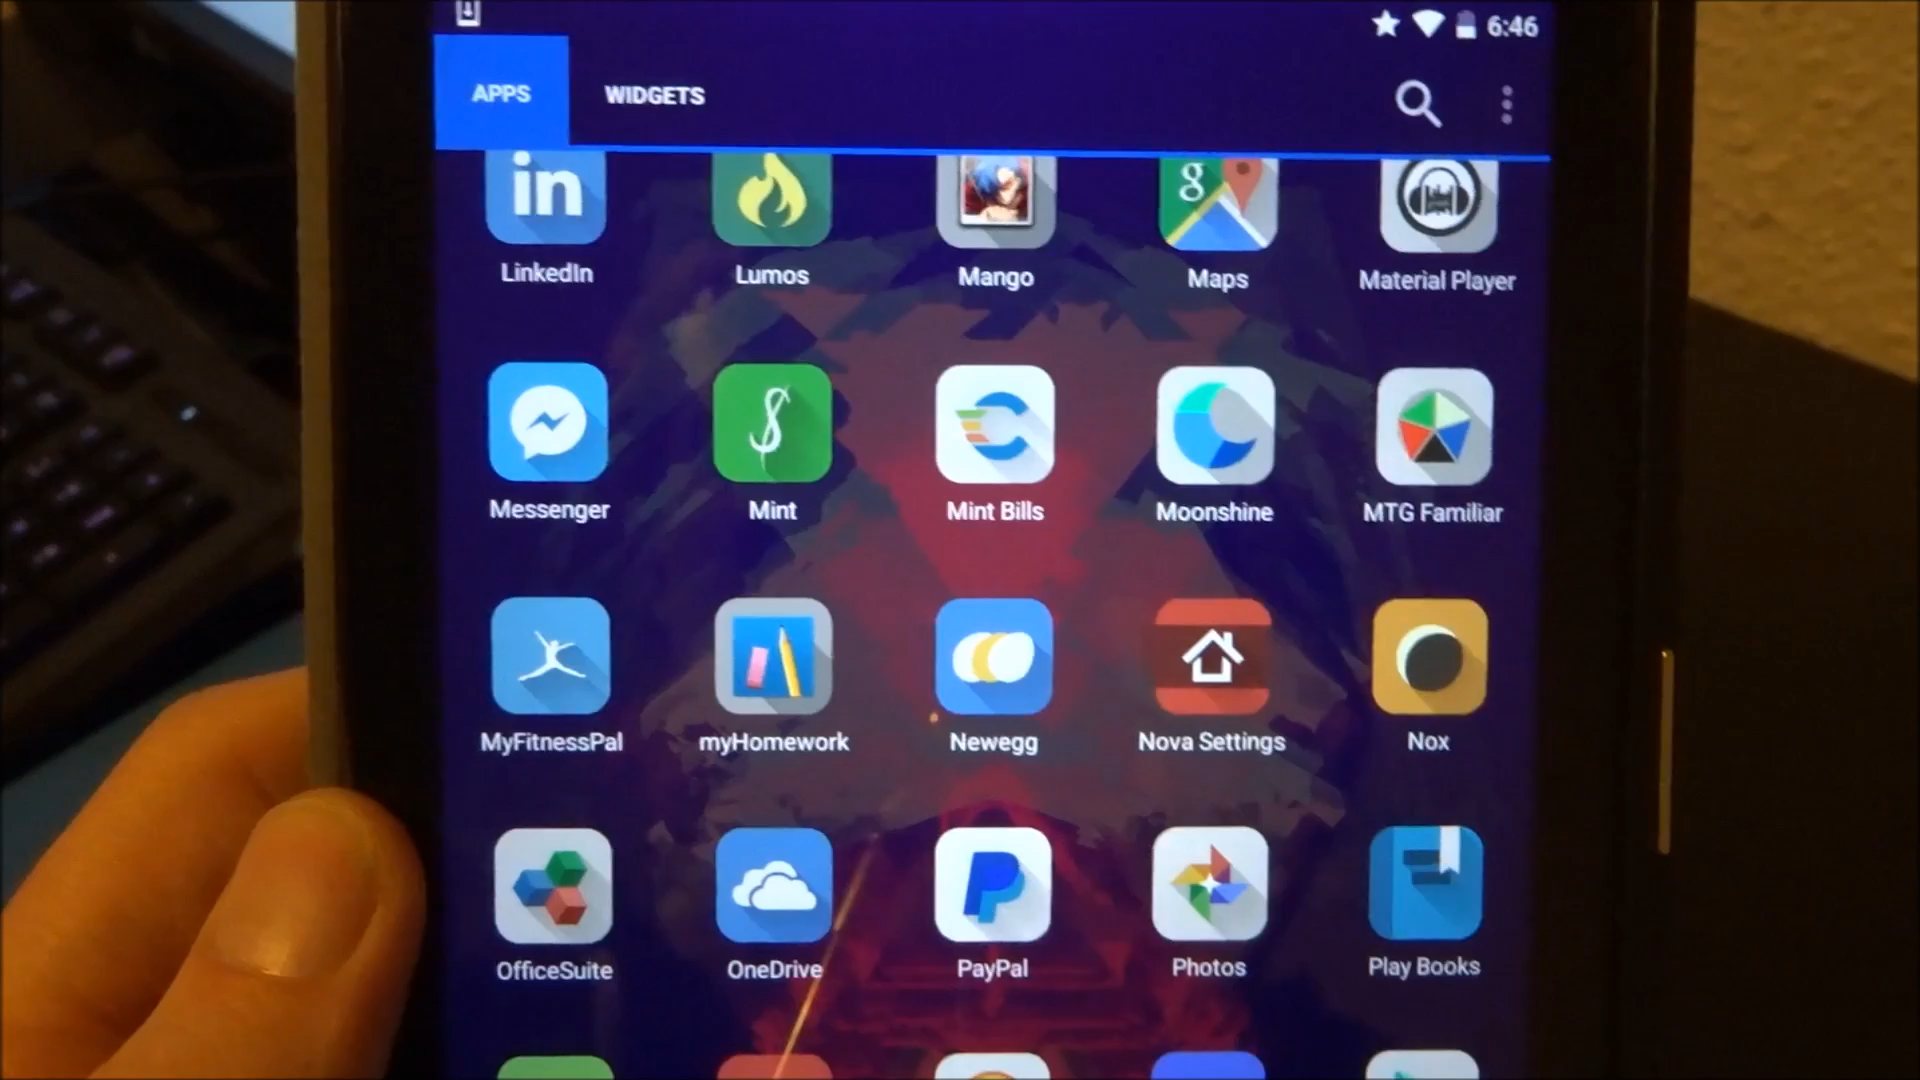 6:46
APPS WIDGETS
in
g
LinkedIn Lumos Mango Maps Material Player
Messenger Mint Mint Bills Moonshine MTG Familiar
MyFitnessPal myHomework Newegg Nova Settings Nox
OfficeSuite OneDrive PayPal Photos Play Books